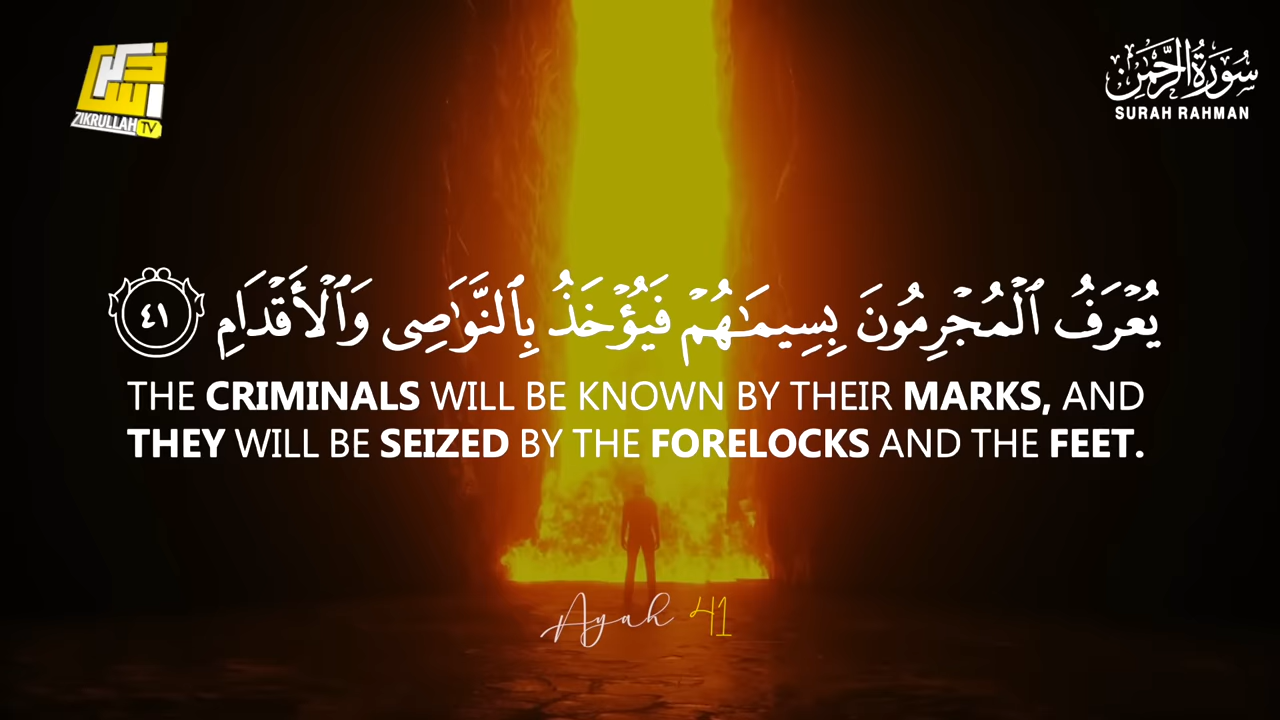 ذكر الله
ZIKRULLAH TV
سُورَةُ الرَّحْمَٰن
SURAH RAHMAN
يُعْرَفُ ٱلْمُجْرِمُونَ بِسِيمَـٰهُمْ فَيُؤْخَذُ بِٱلنَّوَٰصِى وَٱلْأَقْدَامِ ٤١
THE CRIMINALS WILL BE KNOWN BY THEIR MARKS, AND
THEY WILL BE SEIZED BY THE FORELOCKS AND THE FEET.
Ayah 41